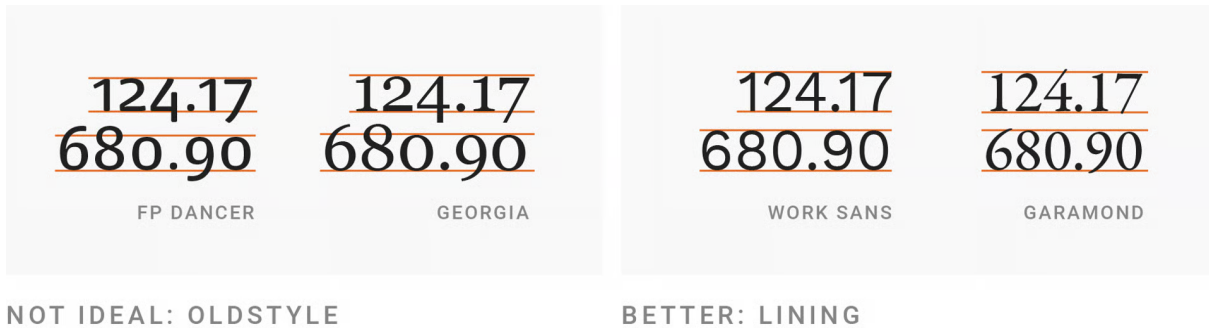 124.17
680.90
FP DANCER
124.17
680.90
GEORGIA
NOT IDEAL: OLDSTYLE
124.17
680.90
WORK SANS
124.17
680.90
GARAMOND
BETTER: LINING